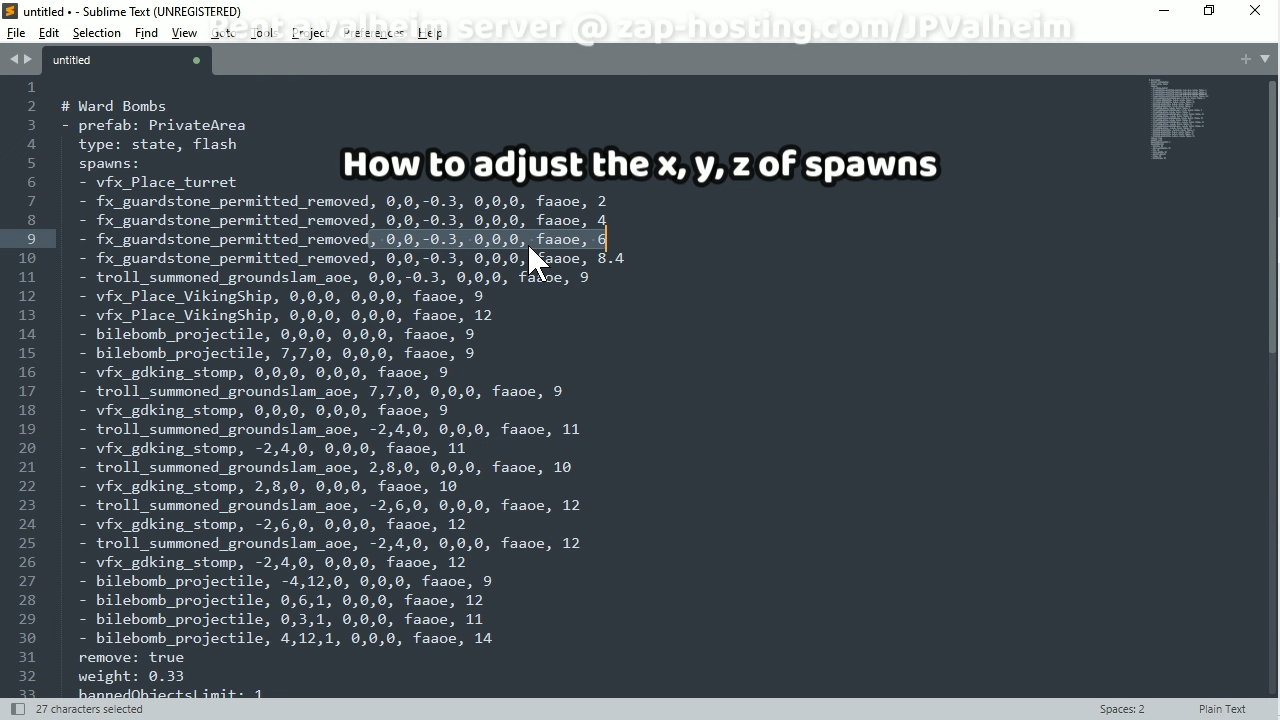 untitled • - Sublime Text (UNREGISTERED)
Rent a valheim server @ zap-hosting.com/JPValheim
File Edit Selection Find View Goto Tools Project Preferences Help
untitled
How to adjust the x, y, z of spawns
1
2 # Ward Bombs
3 - prefab: PrivateArea
4 type: state, flash
5 spawns:
6 - vfx_Place_turret
7 - fx_guardstone_permitted_removed, 0,0,-0.3, 0,0,0, faaoe, 2
8 - fx_guardstone_permitted_removed, 0,0,-0.3, 0,0,0, faaoe, 4
9 - fx_guardstone_permitted_removed, 0,0,-0.3, 0,0,0, faaoe, 6
10 - fx_guardstone_permitted_removed, 0,0,-0.3, 0,0,0, faaoe, 8.4
11 - troll_summoned_groundslam_aoe, 0,0,-0.3, 0,0,0, faaoe, 9
12 - vfx_Place_VikingShip, 0,0,0, 0,0,0, faaoe, 9
13 - vfx_Place_VikingShip, 0,0,0, 0,0,0, faaoe, 12
14 - bilebomb_projectile, 0,0,0, 0,0,0, faaoe, 9
15 - bilebomb_projectile, 7,7,0, 0,0,0, faaoe, 9
16 - vfx_gdking_stomp, 0,0,0, 0,0,0, faaoe, 9
17 - troll_summoned_groundslam_aoe, 7,7,0, 0,0,0, faaoe, 9
18 - vfx_gdking_stomp, 0,0,0, 0,0,0, faaoe, 9
19 - troll_summoned_groundslam_aoe, -2,4,0, 0,0,0, faaoe, 11
20 - vfx_gdking_stomp, -2,4,0, 0,0,0, faaoe, 11
21 - troll_summoned_groundslam_aoe, 2,8,0, 0,0,0, faaoe, 10
22 - vfx_gdking_stomp, 2,8,0, 0,0,0, faaoe, 10
23 - troll_summoned_groundslam_aoe, -2,6,0, 0,0,0, faaoe, 12
24 - vfx_gdking_stomp, -2,6,0, 0,0,0, faaoe, 12
25 - troll_summoned_groundslam_aoe, -2,4,0, 0,0,0, faaoe, 12
26 - vfx_gdking_stomp, -2,4,0, 0,0,0, faaoe, 12
27 - bilebomb_projectile, -4,12,0, 0,0,0, faaoe, 9
28 - bilebomb_projectile, 0,6,1, 0,0,0, faaoe, 12
29 - bilebomb_projectile, 0,3,1, 0,0,0, faaoe, 11
30 - bilebomb_projectile, 4,12,1, 0,0,0, faaoe, 14
31 remove: true
32 weight: 0.33
33 bannedObjectsLimit: 1
27 characters selected Spaces: 2 Plain Text